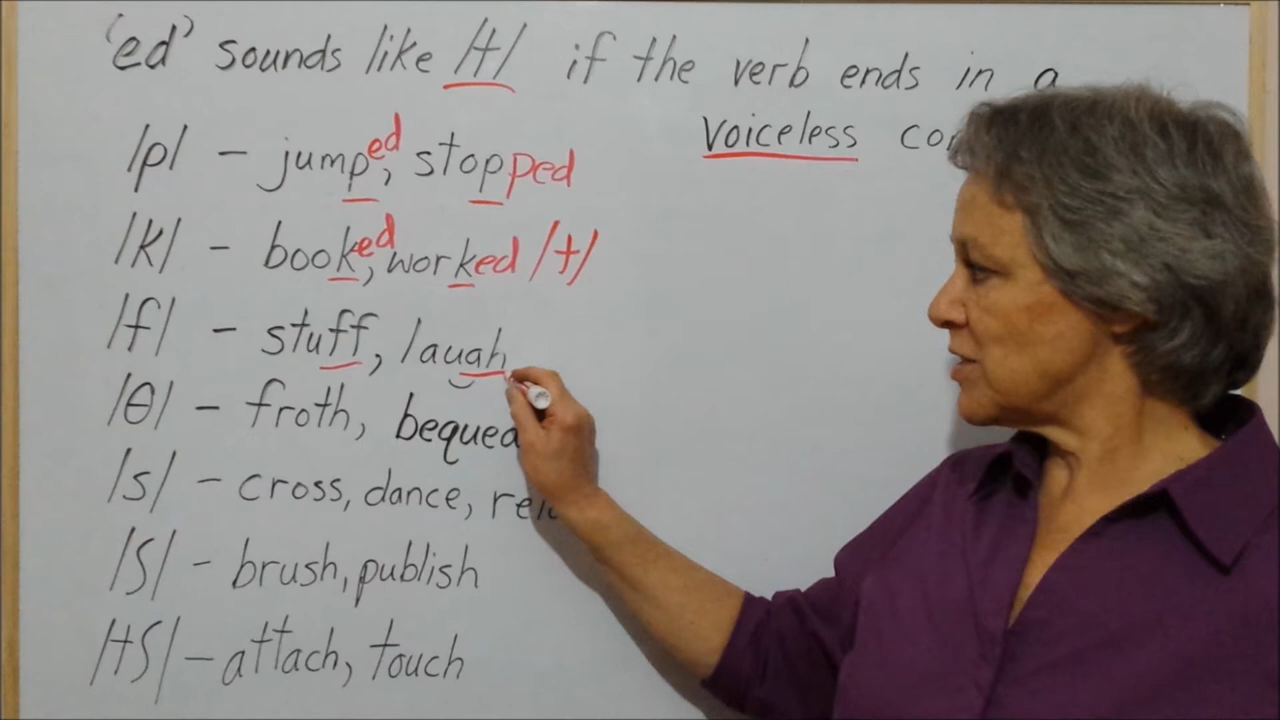 'ed' sounds like /t/ if the verb ends in a
voiceless
/p/ – jumped, stopped
/k/ – booked, worked /t/
/f/ – stuff, laugh
/θ/ – froth,
/s/ – cross, dance,
/ʃ/ – brush, publish
/tʃ/ – attach, touch